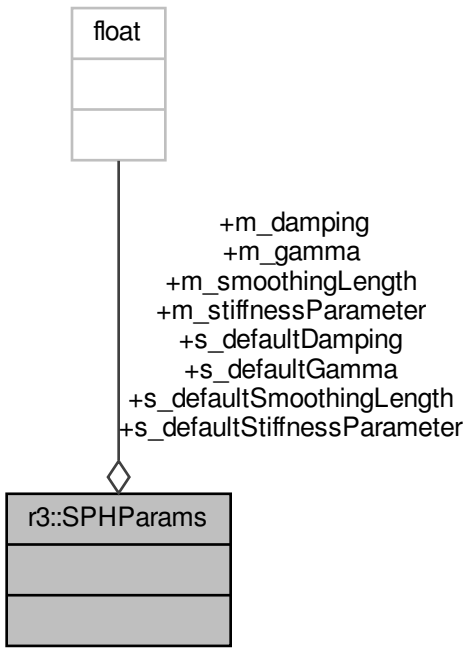 float
+m_damping
+m_gamma
+m_smoothingLength
+m_stiffnessParameter
+s_defaultDamping
+s_defaultGamma
+s_defaultSmoothingLength
+s_defaultStiffnessParameter
r3::SPHParams